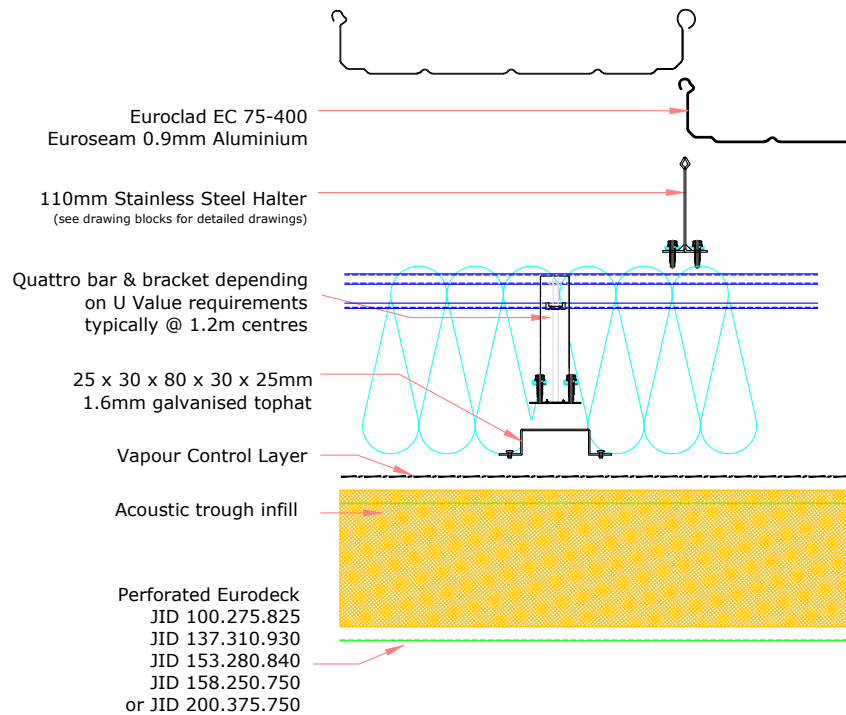 Euroclad EC 75-400
Euroseam 0.9mm Aluminium
110mm Stainless Steel Halter
(see drawing blocks for detailed drawings)
Quattro bar & bracket depending
on U Value requirements
typically @ 1.2m centres
25 x 30 x 80 x 30 x 25mm
1.6mm galvanised tophat
Vapour Control Layer
Acoustic trough infill
Perforated Eurodeck
JID 100.275.825
JID 137.310.930
JID 153.280.840
JID 158.250.750
or JID 200.375.750